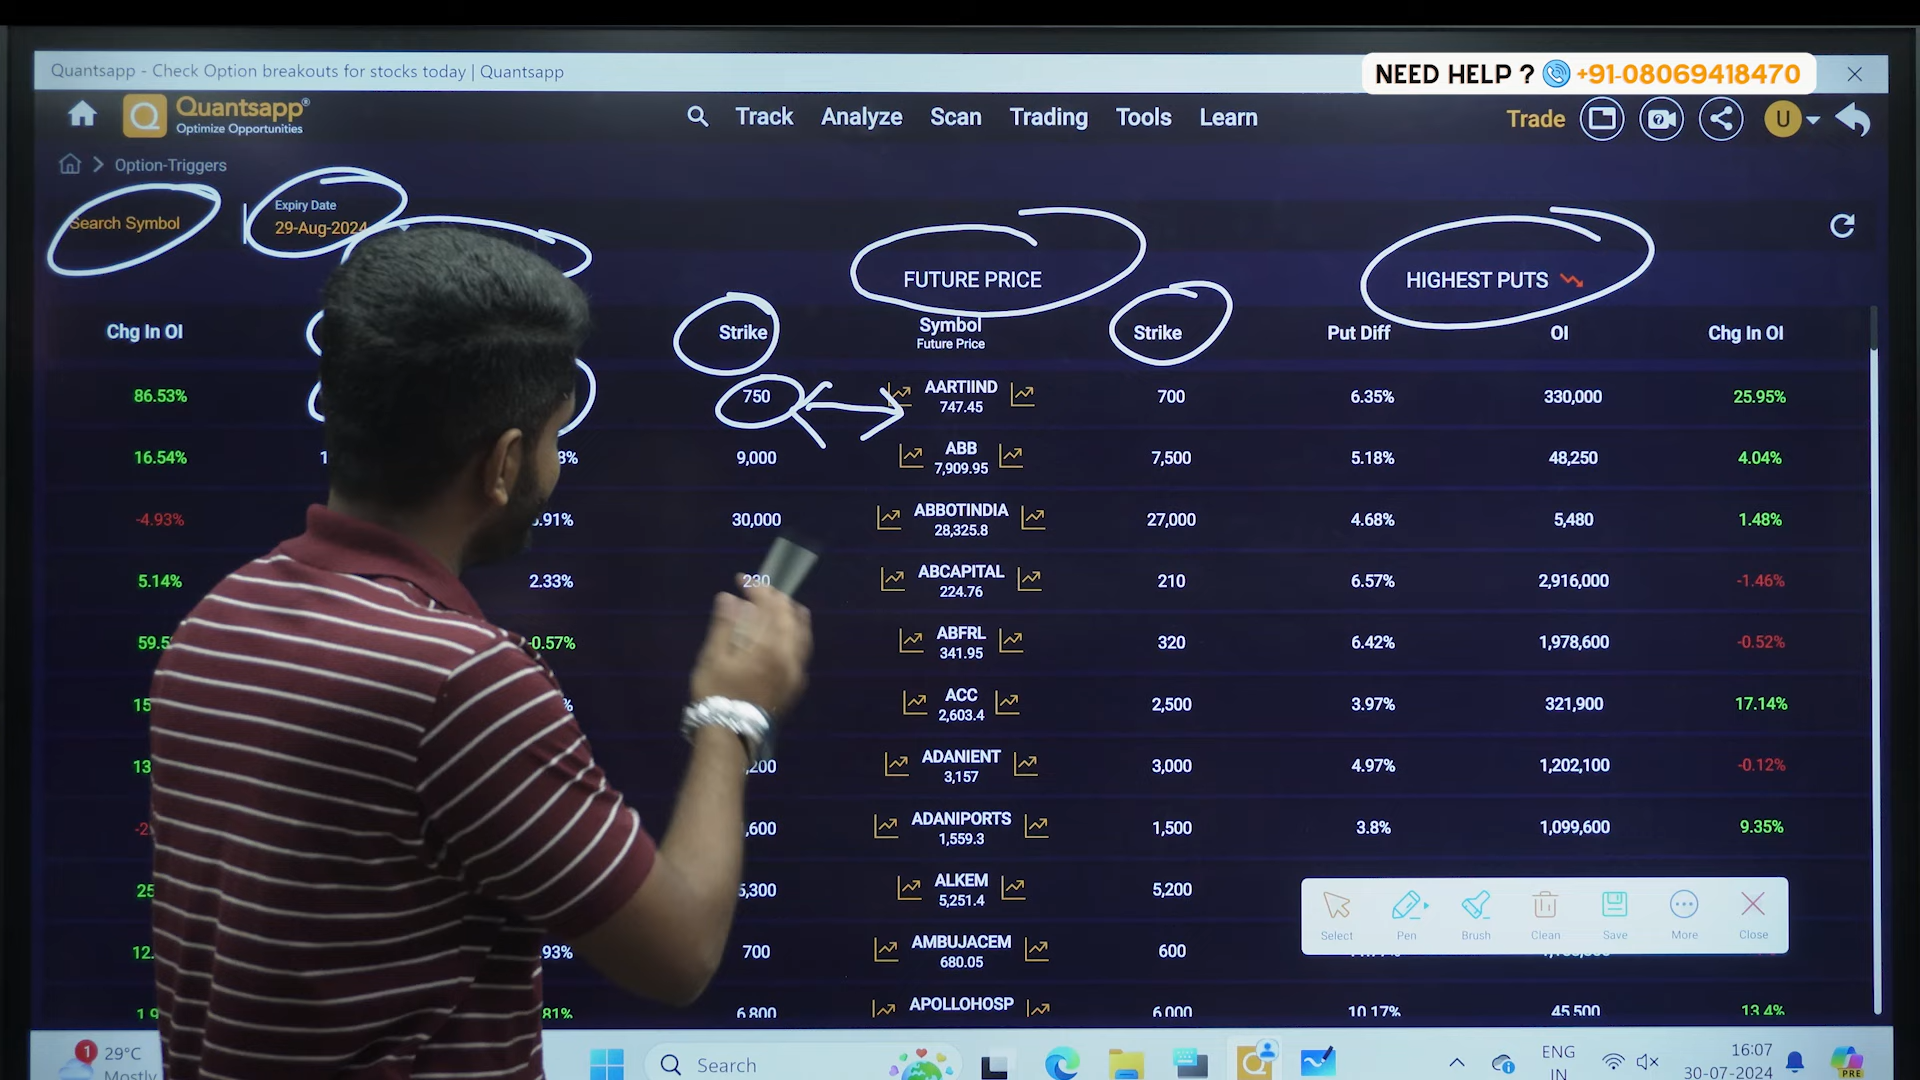 Quantsapp - Check Option breakouts for stocks today | Quantsapp
NEED HELP ? +91-08069418470
Quantsapp®
Optimize Opportunities
Track Analyze Scan Trading Tools Learn
Trade
U
Option-Triggers
Search Symbol
Expiry Date
29-Aug-2024
FUTURE PRICE
HIGHEST PUTS
Chg In OI Strike Symbol Strike Put Diff OI Chg In OI
Future Price
86.53% 750 AARTIIND 700 6.35% 330,000 25.95%
747.45
16.54% 9,000 ABB 7,500 5.18% 48,250 4.04%
7,909.95
-4.93% 30,000 ABBOTINDIA 27,000 4.68% 5,480 1.48%
28,325.8
5.14% 2.33% 230 ABCAPITAL 210 6.57% 2,916,000 -1.46%
224.76
-0.57% ABFRL 320 6.42% 1,978,600 -0.52%
341.95
ACC 2,500 3.97% 321,900 17.14%
2,603.4
ADANIENT 3,000 4.97% 1,202,100 -0.12%
3,157
ADANIPORTS 1,500 3.8% 1,099,600 9.35%
1,559.3
ALKEM 5,200
5,251.4
700 AMBUJACEM 600
680.05
6,800 APOLLOHOSP 6,000 10.17% 45,500 13.4%
Select Pen Brush Clean Save More Close
1
29°C
Mostly
Search
ENG
IN
16:07
30-07-2024
PRE